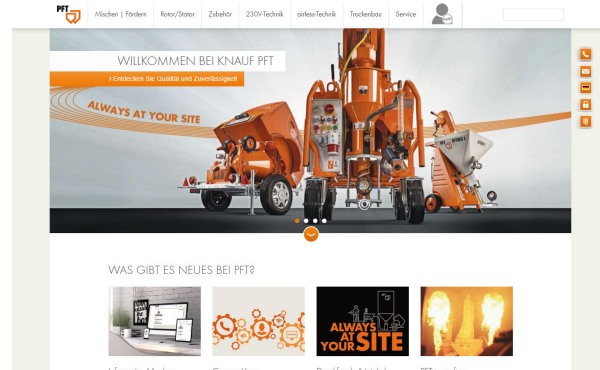 PFT
Mischen | Fördern
Rotor/Stator
Zubehör
230V-Technik
airless-Technik
Trockenbau
Service
WILLKOMMEN BEI KNAUF PFT
› Entdecken Sie Qualität und Zuverlässigkeit
ALWAYS AT YOUR SITE
WAS GIBT ES NEUES BEI PFT?
ALWAYS
AT
YOUR SITE